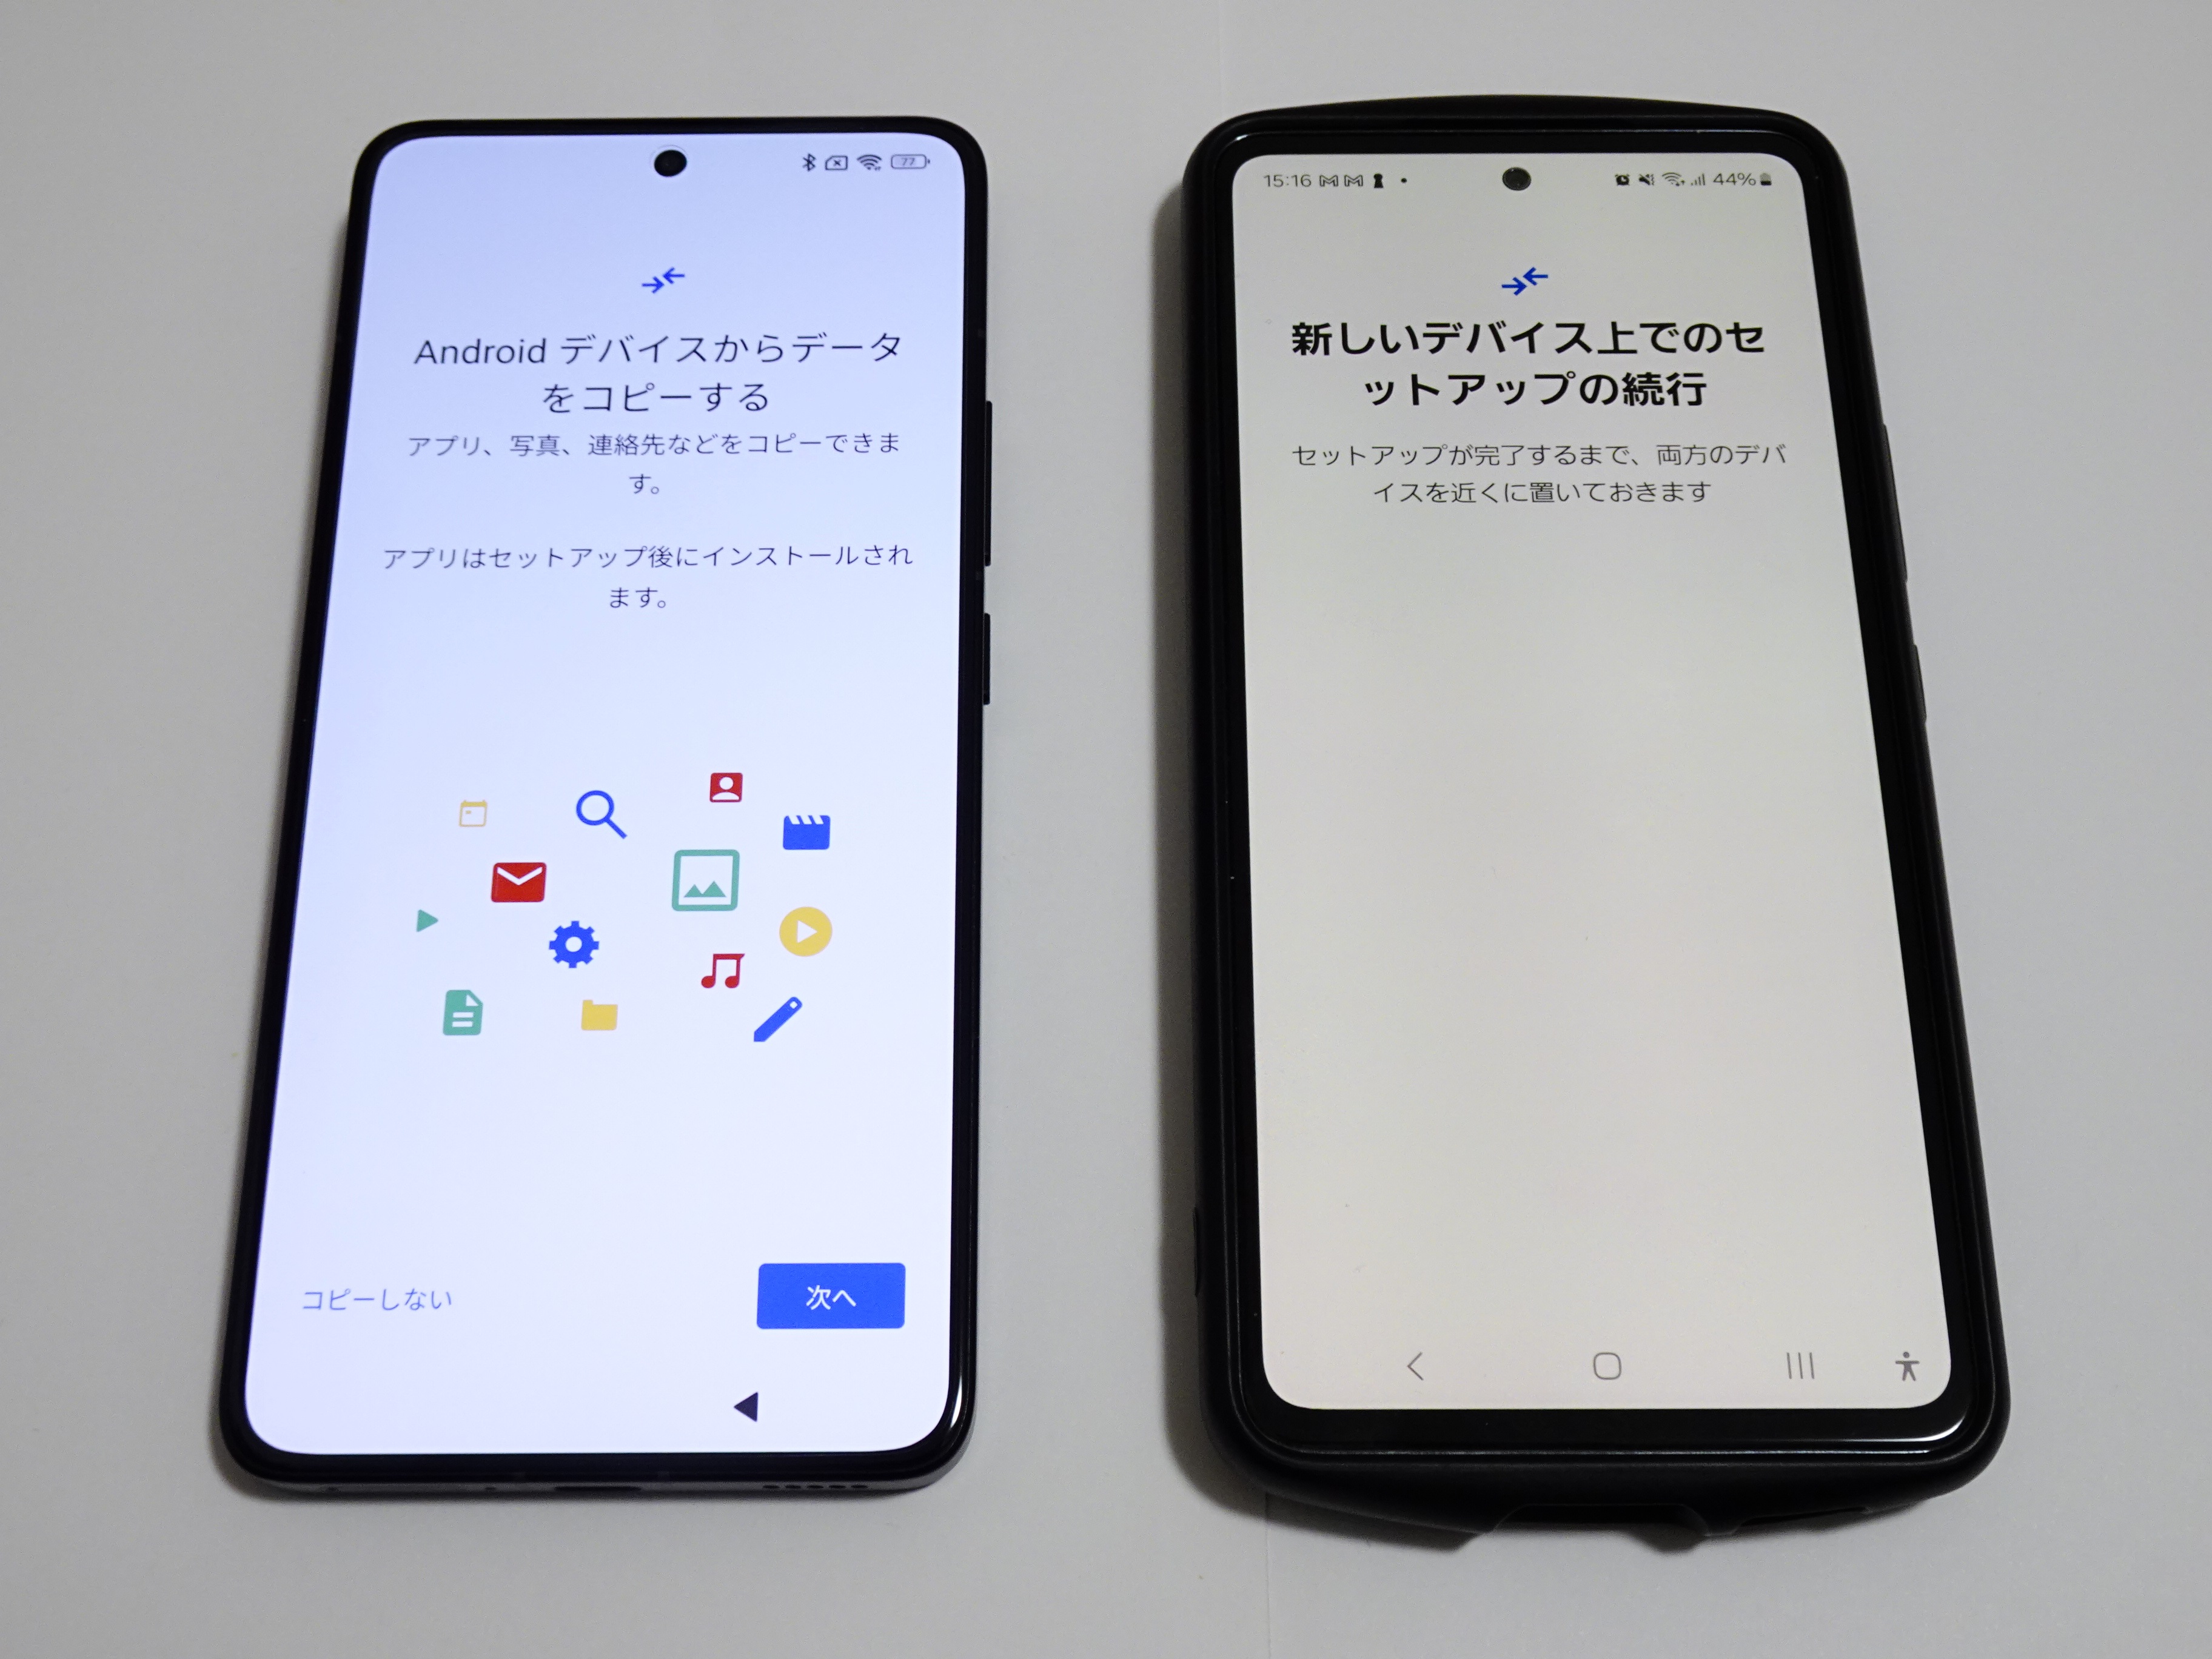 77
Android デバイスからデータ
をコピーする
アプリ、写真、連絡先などをコピーできま
す。
アプリはセットアップ後にインストールされ
ます。
コピーしない
次へ
15:16
44%
新しいデバイス上でのセ
ットアップの続行
セットアップが完了するまで、両方のデバ
イスを近くに置いておきます